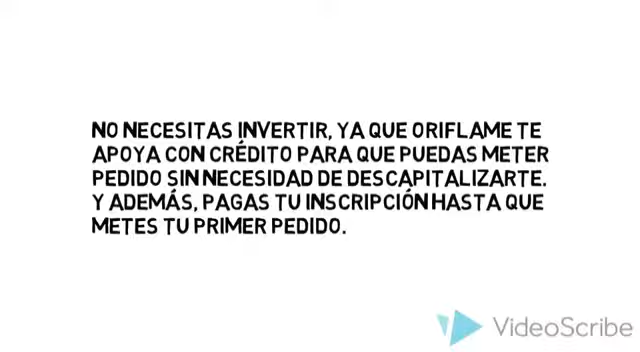 NO NECESITAS INVERTIR, YA QUE ORIFLAME TE
APOYA CON CRÉDITO PARA QUE PUEDAS METER
PEDIDO SIN NECESIDAD DE DESCAPITALIZARTE.
Y ADEMÁS, PAGAS TU INSCRIPCIÓN HASTA QUE
METES TU PRIMER PEDIDO.
VideoScribe